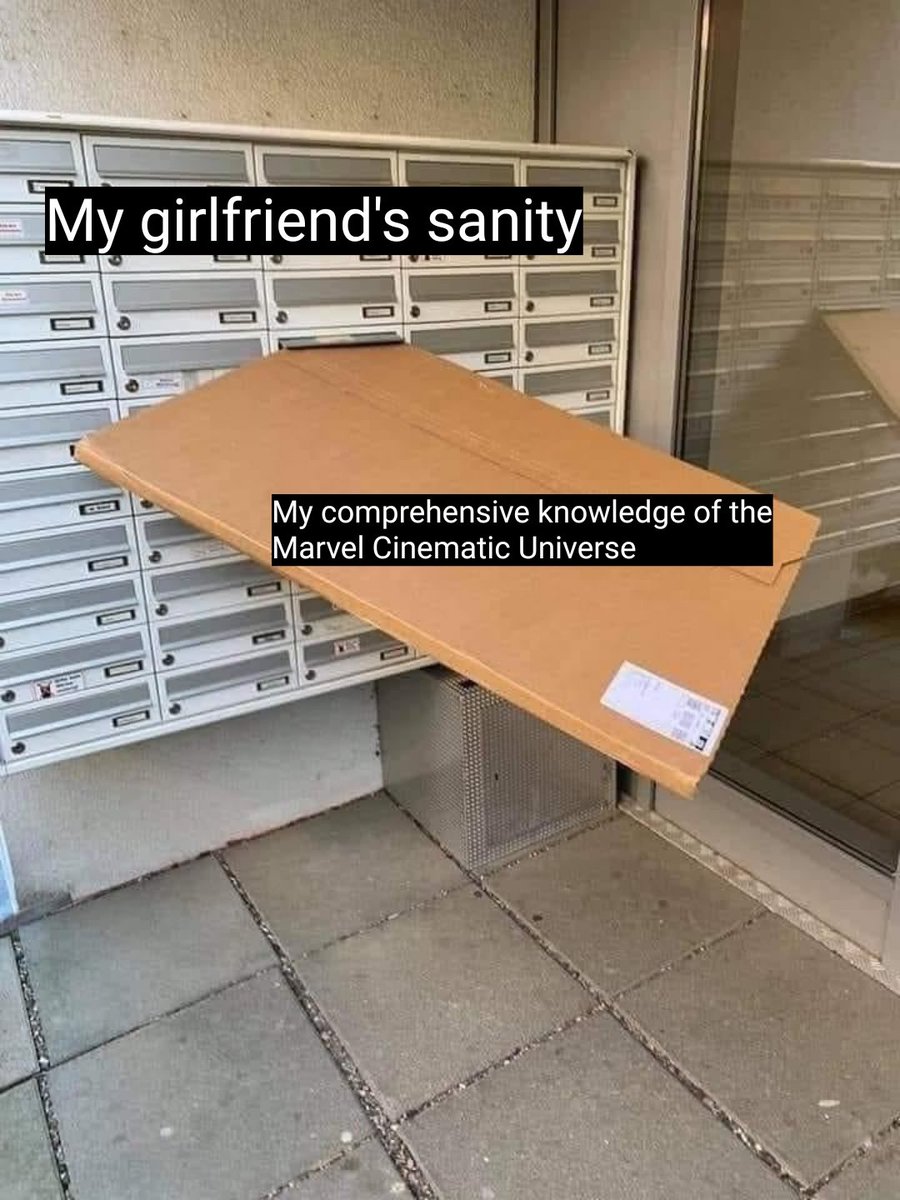 My girlfriend's sanity
My comprehensive knowledge of the
Marvel Cinematic Universe